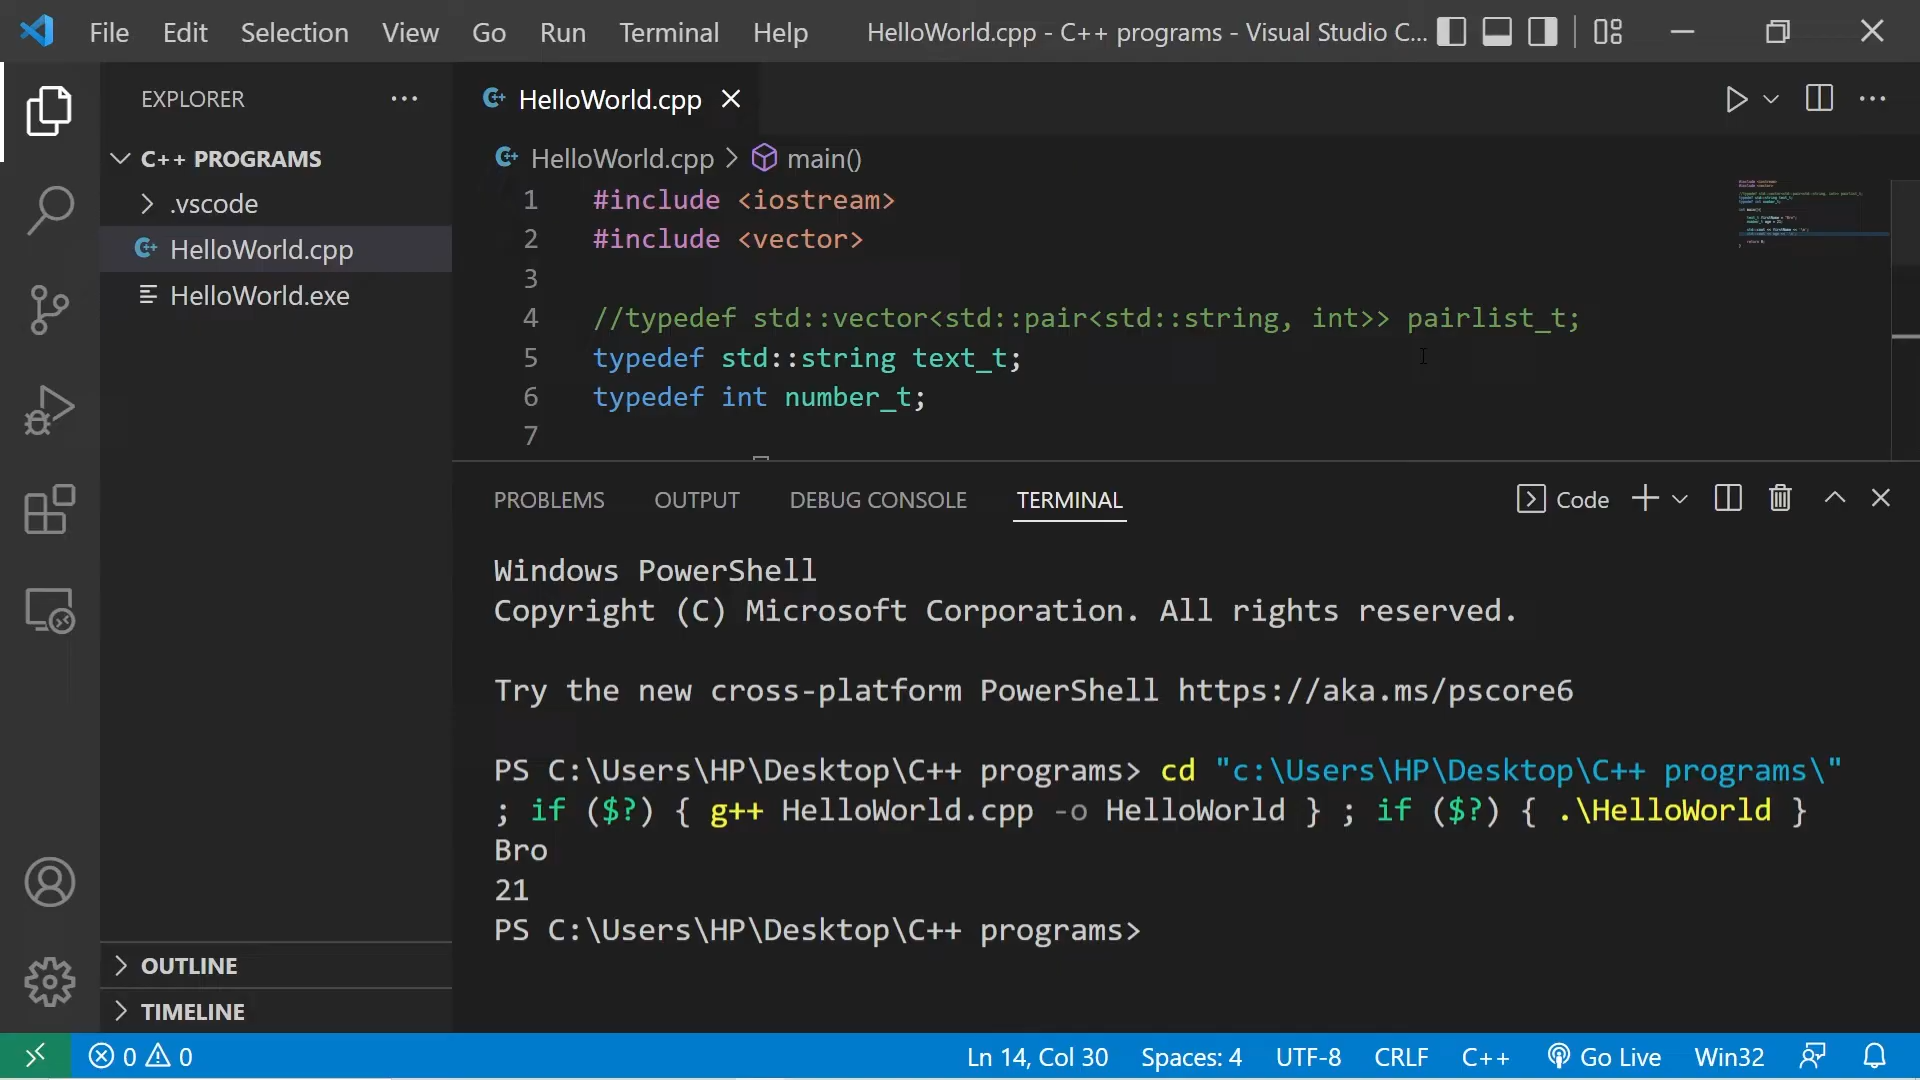 File Edit Selection View Go Run Terminal Help HelloWorld.cpp - C++ programs - Visual Studio C...
EXPLORER
C++ PROGRAMS
.vscode
HelloWorld.cpp
HelloWorld.exe
OUTLINE
TIMELINE
HelloWorld.cpp
HelloWorld.cpp > main()
1 #include <iostream>
2 #include <vector>
3
4 //typedef std::vector<std::pair<std::string, int>> pairlist_t;
5 typedef std::string text_t;
6 typedef int number_t;
7
PROBLEMS OUTPUT DEBUG CONSOLE TERMINAL Code
Windows PowerShell
Copyright (C) Microsoft Corporation. All rights reserved.
Try the new cross-platform PowerShell https://aka.ms/pscore6
PS C:\Users\HP\Desktop\C++ programs> cd "c:\Users\HP\Desktop\C++ programs\"
; if ($?) { g++ HelloWorld.cpp -o HelloWorld } ; if ($?) { .\HelloWorld }
Bro
21
PS C:\Users\HP\Desktop\C++ programs>
0 0 Ln 14, Col 30 Spaces: 4 UTF-8 CRLF C++ Go Live Win32